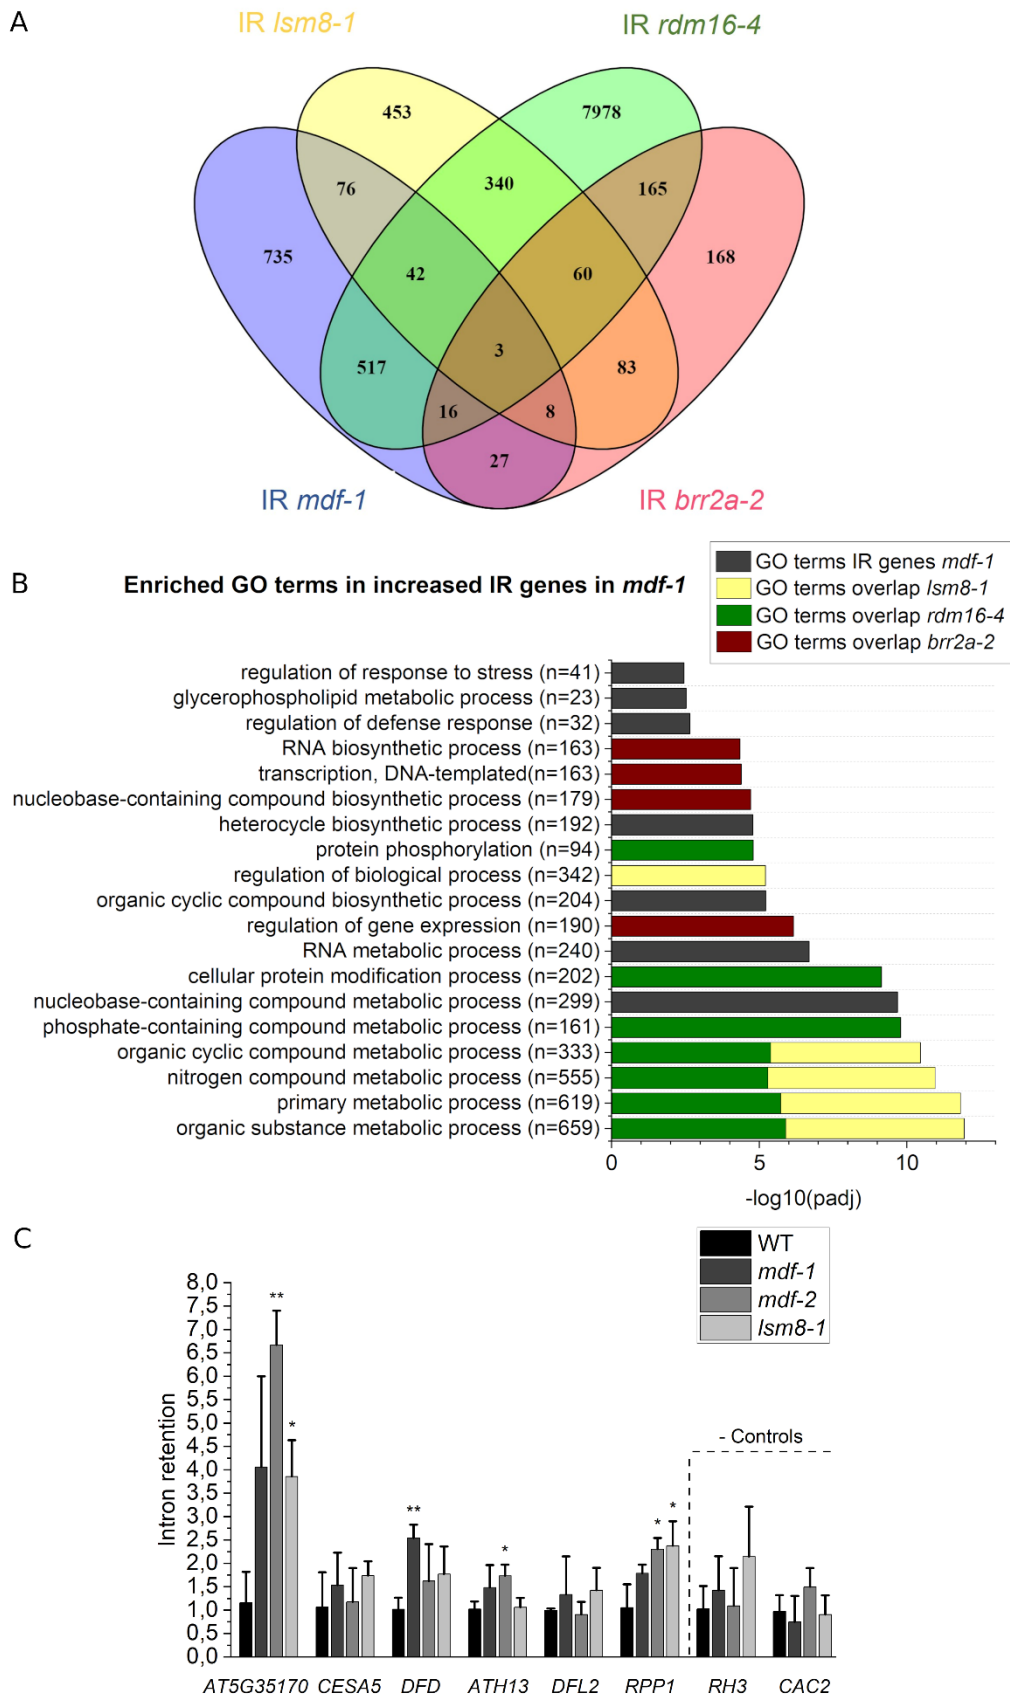 A
IR lsm8-1
IR rdm16-4
453
7978
76
340
165
735
42
60
168
3
517
83
16
8
27
IR mdf-1
IR brr2a-2
B
Enriched GO terms in increased IR genes in mdf-1
GO terms IR genes mdf-1
GO terms overlap lsm8-1
GO terms overlap rdm16-4
GO terms overlap brr2a-2
regulation of response to stress (n=41)
glycerophospholipid metabolic process (n=23)
regulation of defense response (n=32)
RNA biosynthetic process (n=163)
transcription, DNA-templated(n=163)
nucleobase-containing compound biosynthetic process (n=179)
heterocycle biosynthetic process (n=192)
protein phosphorylation (n=94)
regulation of biological process (n=342)
organic cyclic compound biosynthetic process (n=204)
regulation of gene expression (n=190)
RNA metabolic process (n=240)
cellular protein modification process (n=202)
nucleobase-containing compound metabolic process (n=299)
phosphate-containing compound metabolic process (n=161)
organic cyclic compound metabolic process (n=333)
nitrogen compound metabolic process (n=555)
primary metabolic process (n=619)
organic substance metabolic process (n=659)
0 5 10
-log10(padj)
C
WT
mdf-1
mdf-2
lsm8-1
Intron retention
8,0
7,5
7,0
6,5
6,0
5,5
5,0
4,5
4,0
3,5
3,0
2,5
2,0
1,5
1,0
0,5
0,0
**
*
**
*
*
*
- Controls
AT5G35170 CESA5 DFD ATH13 DFL2 RPP1 RH3 CAC2